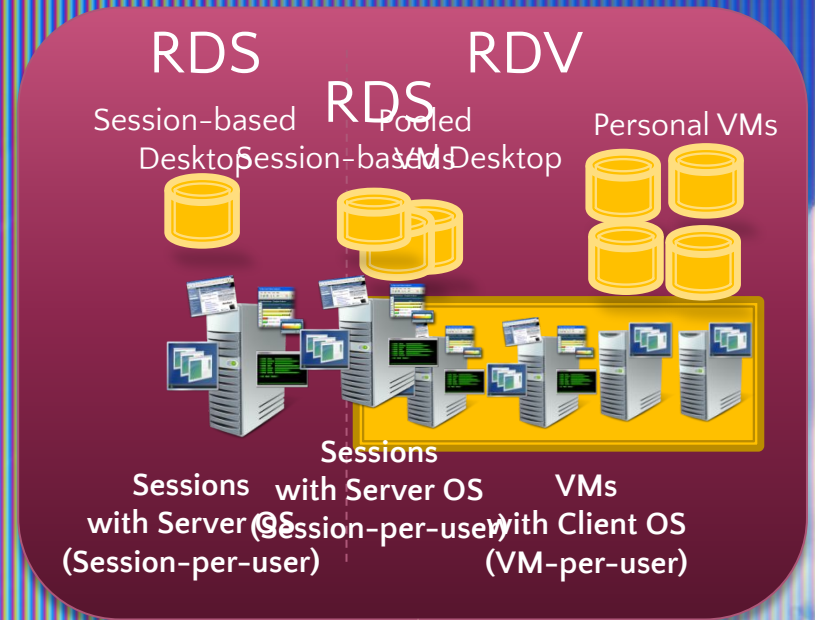 RDS
RDV
RDS
Session-based
Desktop
Pooled
VMs
Session-based Desktop
Personal VMs
Sessions
with Server OS
(Session-per-user)
Sessions
with Server OS
(Session-per-user)
VMs
with Client OS
(VM-per-user)